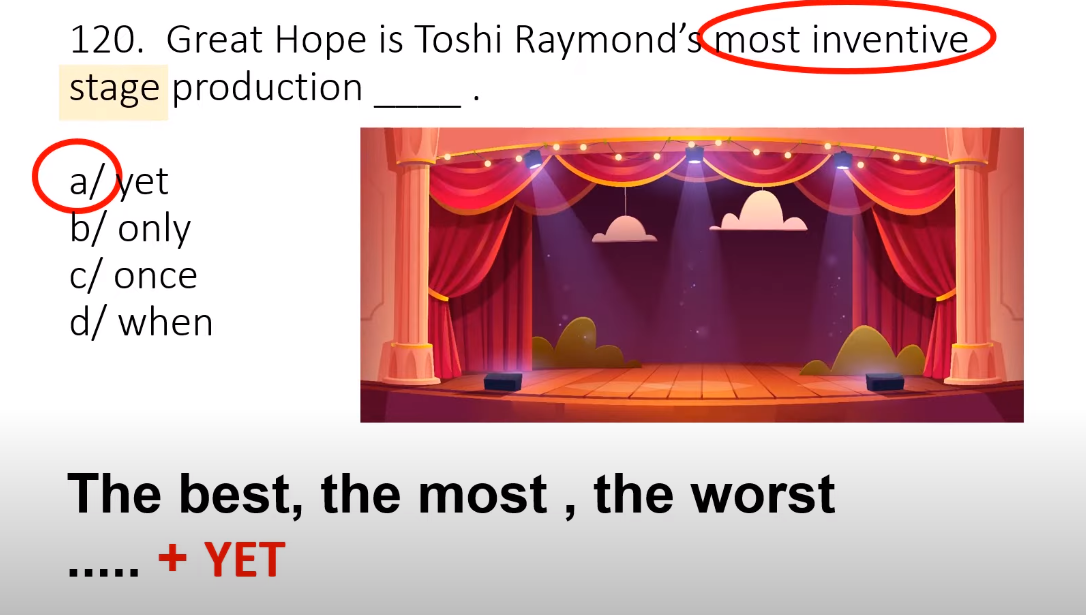 120. Great Hope is Toshi Raymond’s most inventive
stage production ____ .
a/ yet
b/ only
c/ once
d/ when
The best, the most , the worst
..... + YET